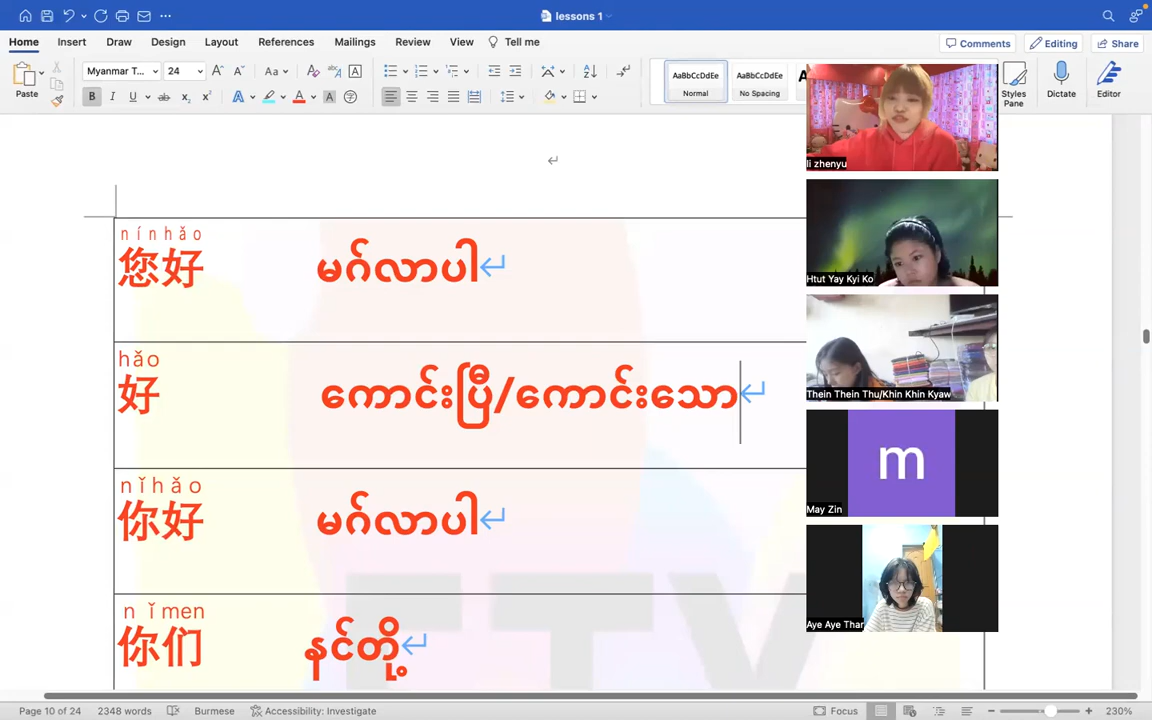 lessons 1
Home Insert Draw Design Layout References Mailings Review View Tell me
Comments Editing Share
Paste
Myanmar T... 24
AaBbCcDdEe
Normal
AaBbCcDdEe
No Spacing
Styles Pane
Dictate
Editor
nínhǎo
您好 မင်္ဂလာပါ
hǎo
好 ကောင်းပြီ/ကောင်းသော
nǐhǎo
你好 မင်္ဂလာပါ
nǐmen
你们 နင်တို့
li zhenyu
Htut Yay Kyi Ko
Thein Thein Thu/Khin Khin Kyaw
m
May Zin
Aye Aye Thar
Page 10 of 24 2348 words Burmese Accessibility: Investigate Focus 230%